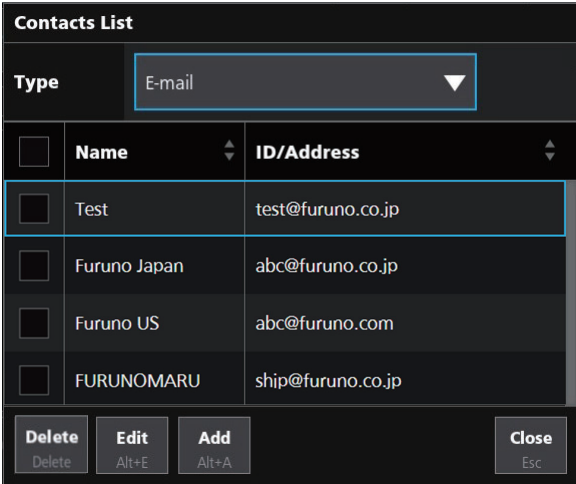 Contacts List
Type E-mail
Name ID/Address
Test test@furuno.co.jp
Furuno Japan abc@furuno.co.jp
Furuno US abc@furuno.com
FURUNOMARU ship@furuno.co.jp
Delete Edit Add Close
Delete Alt+E Alt+A Esc